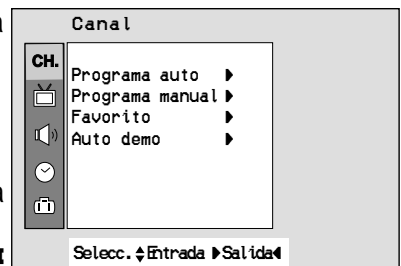 Canal
CH.
Programa auto ▶
Programa manual ▶
Favorito ▶
Auto demo ▶
Selecc.▲▼Entrada ▶Salida◀